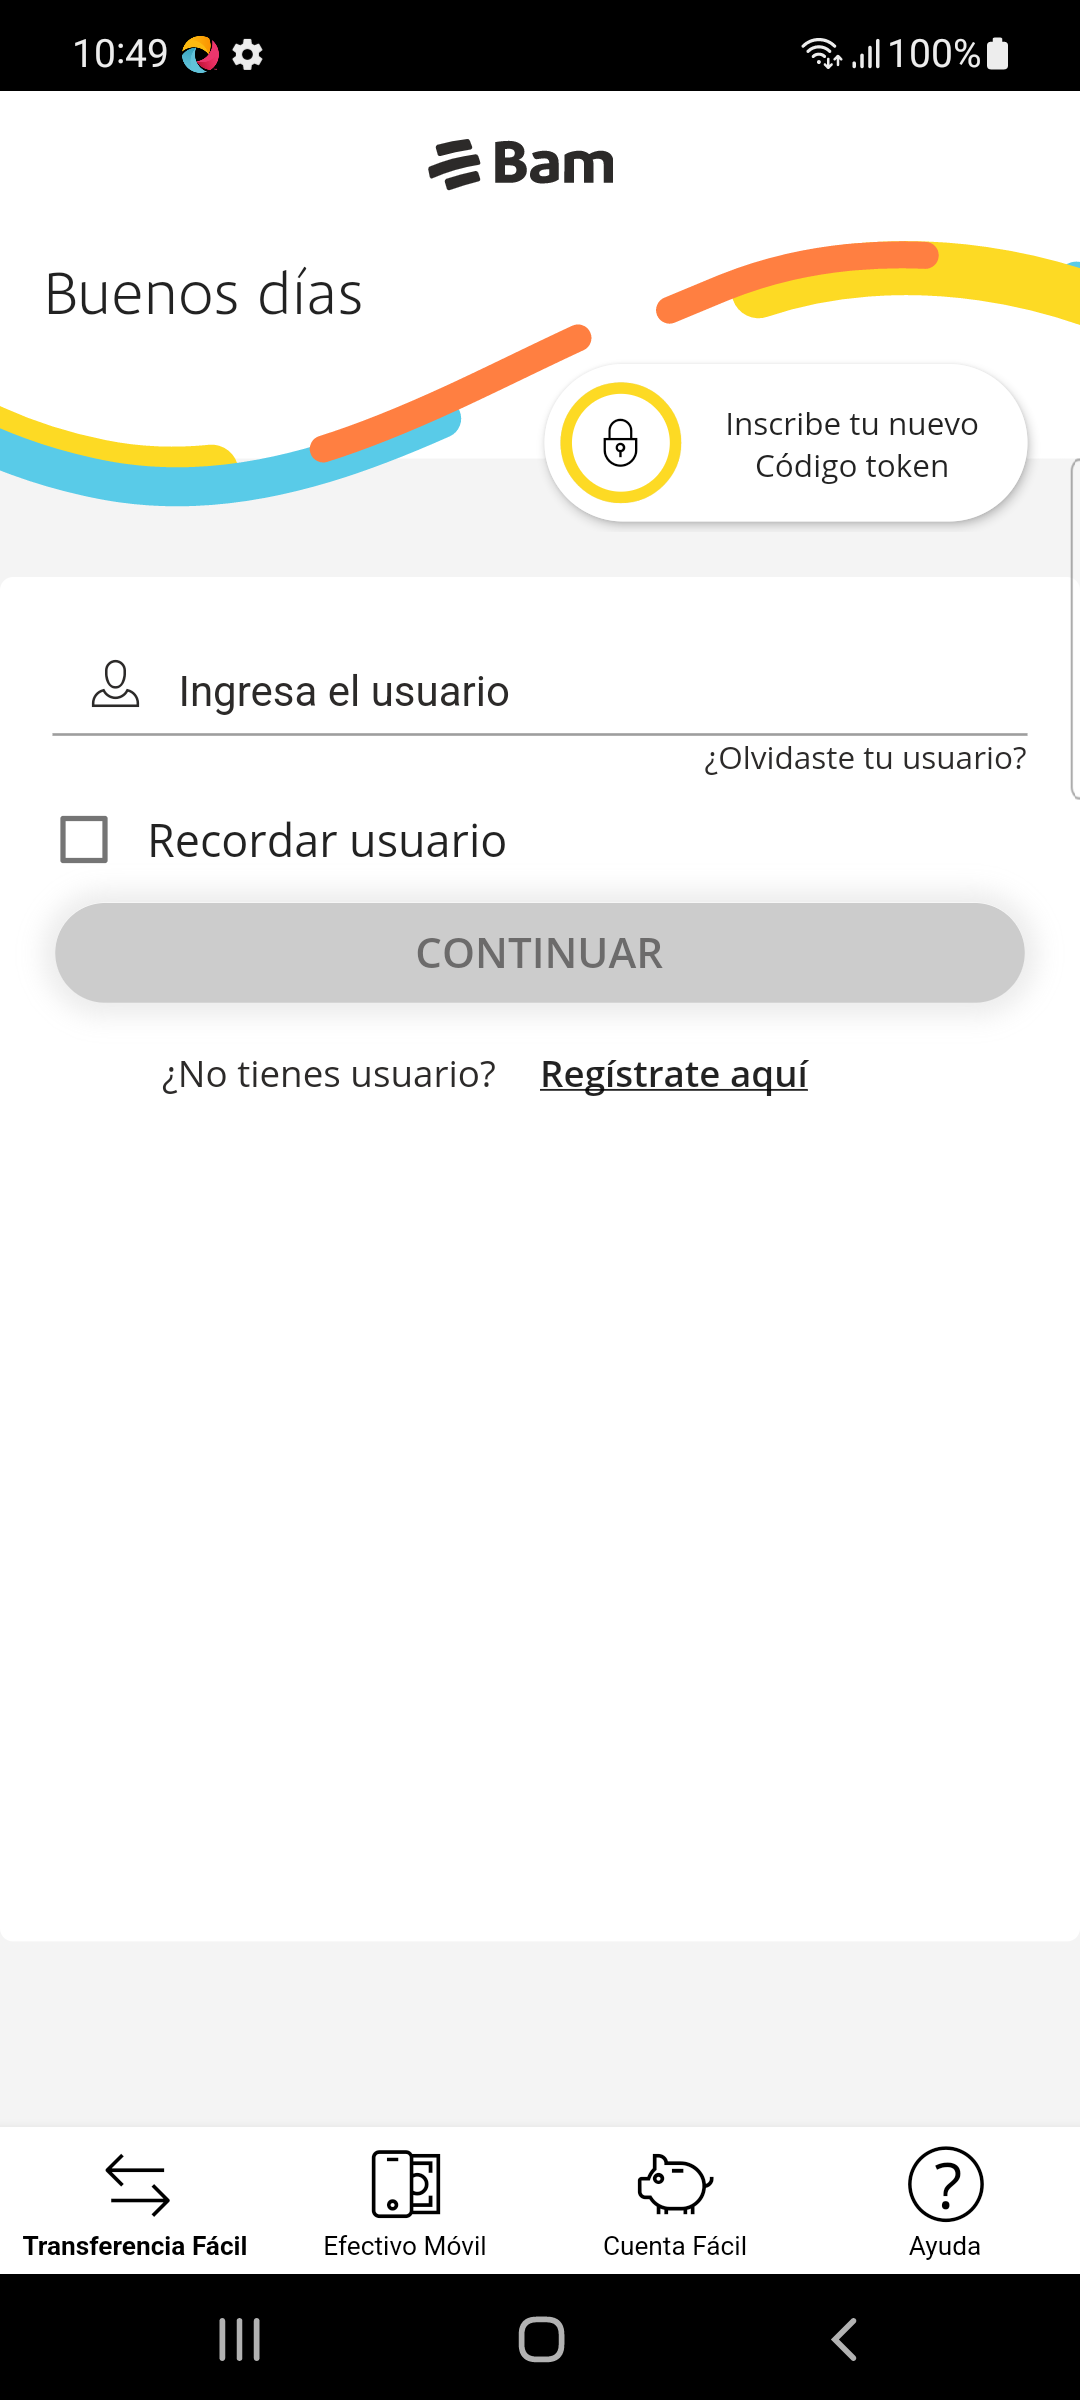 10:49
100%
Bam
Buenos días
Inscribe tu nuevo
Código token
Ingresa el usuario
¿Olvidaste tu usuario?
Recordar usuario
CONTINUAR
¿No tienes usuario? Regístrate aquí
Transferencia Fácil
Efectivo Móvil
Cuenta Fácil
Ayuda